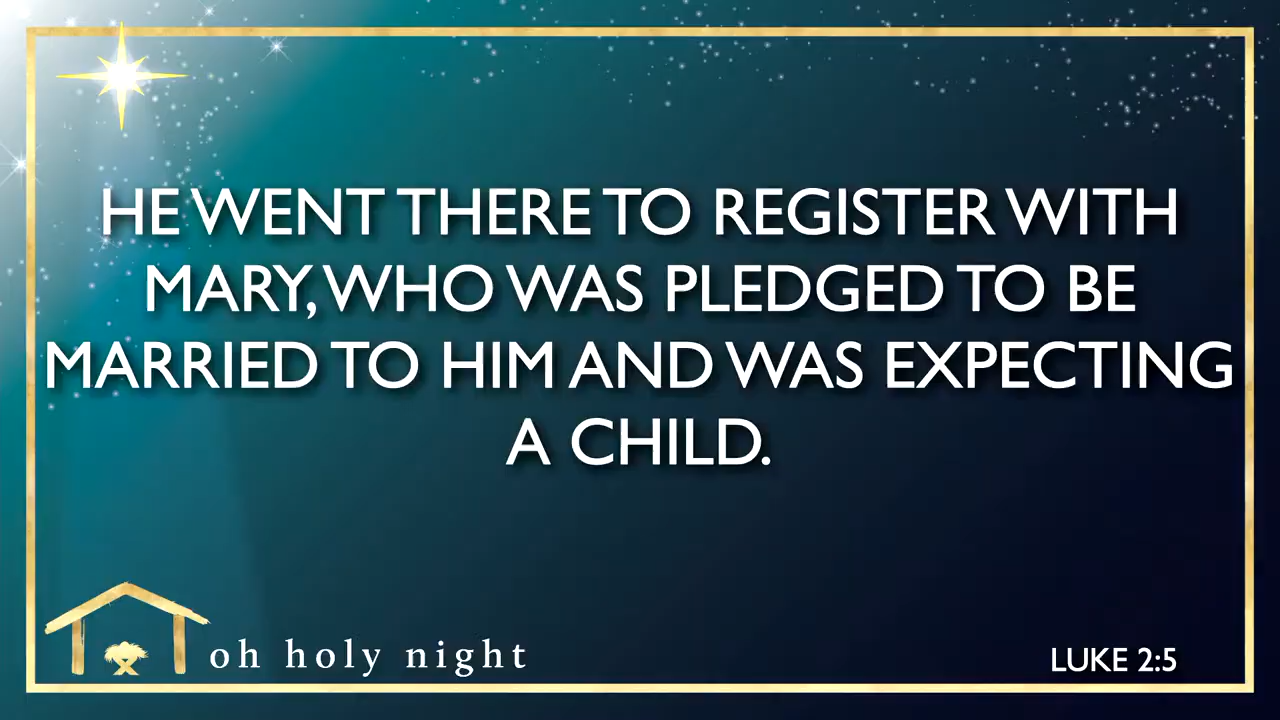 HE WENT THERE TO REGISTER WITH
MARY, WHO WAS PLEDGED TO BE
MARRIED TO HIM AND WAS EXPECTING
A CHILD.
oh holy night
LUKE 2:5